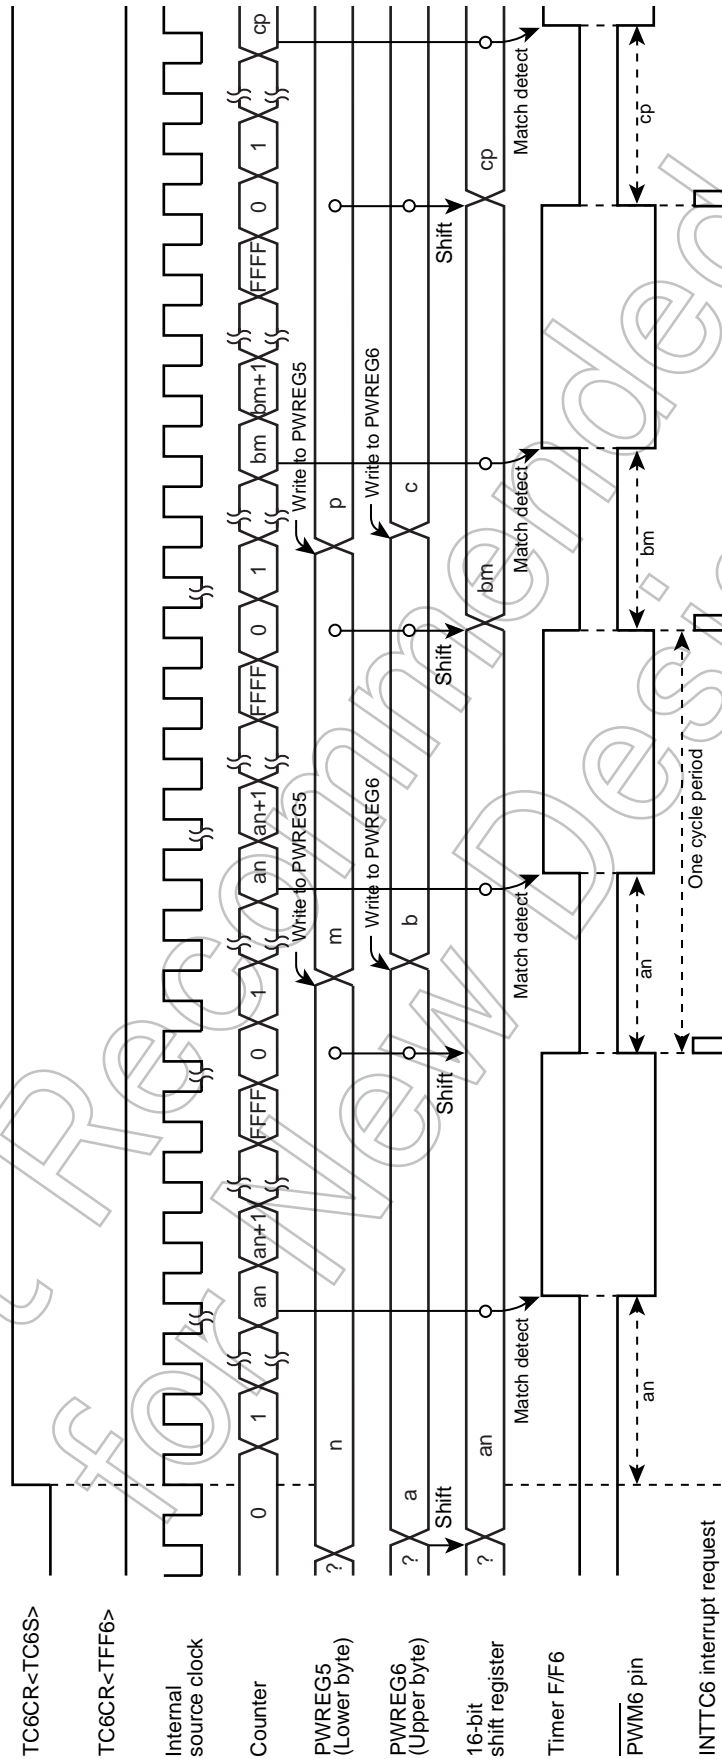 TC6CR<TC6S>
TC6CR<TFF6>
Internal
source clock
Counter
0
1
an
an+1
FFFF
0
1
an
an+1
FFFF
0
1
bm
bm+1
FFFF
0
1
cp
PWREG5
(Lower byte)
?
n
Write to PWREG5
m
Write to PWREG5
p
PWREG6
(Upper byte)
?
a
Write to PWREG6
b
Write to PWREG6
c
Shift
Shift
Shift
Shift
16-bit
shift register
?
an
bm
cp
Match detect
Match detect
Match detect
Match detect
Timer F/F6
PWM6 pin
an
an
bm
cp
One cycle period
INTTC6 interrupt request
Recommended
for New Desi